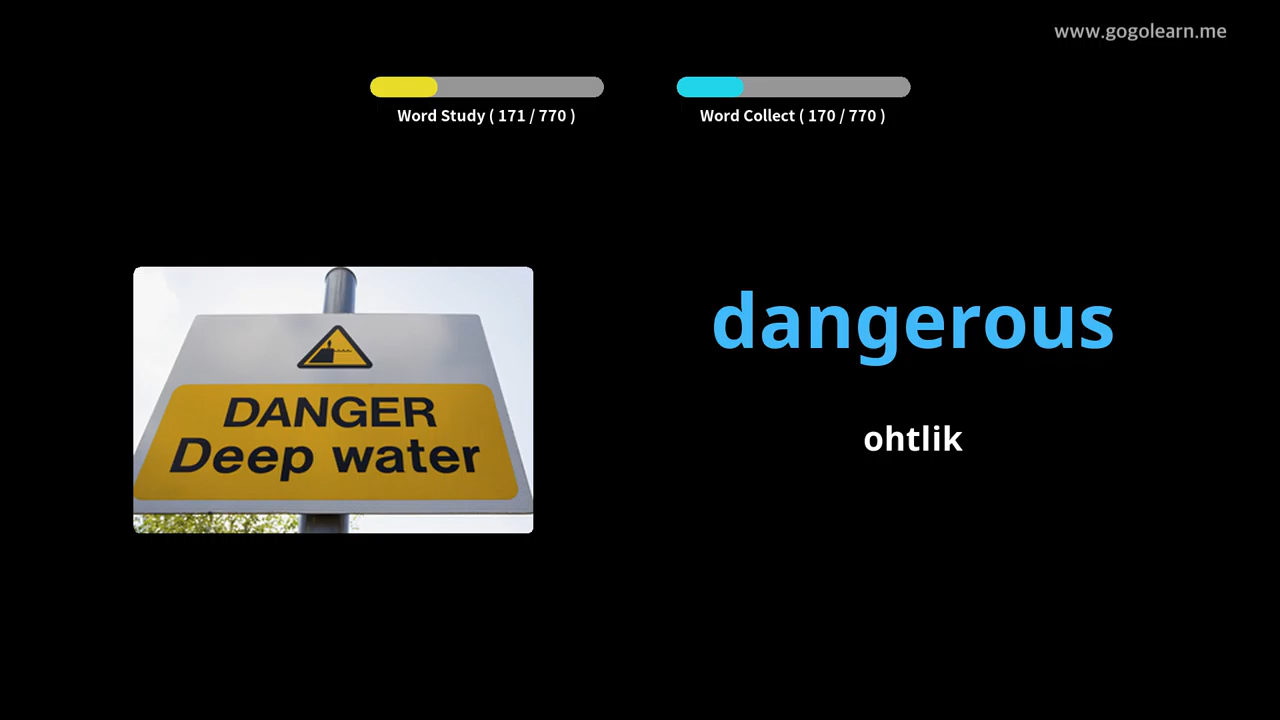 www.gogolearn.me
Word Study ( 171 / 770 )
Word Collect ( 170 / 770 )
DANGER
Deep water
dangerous
ohtlik